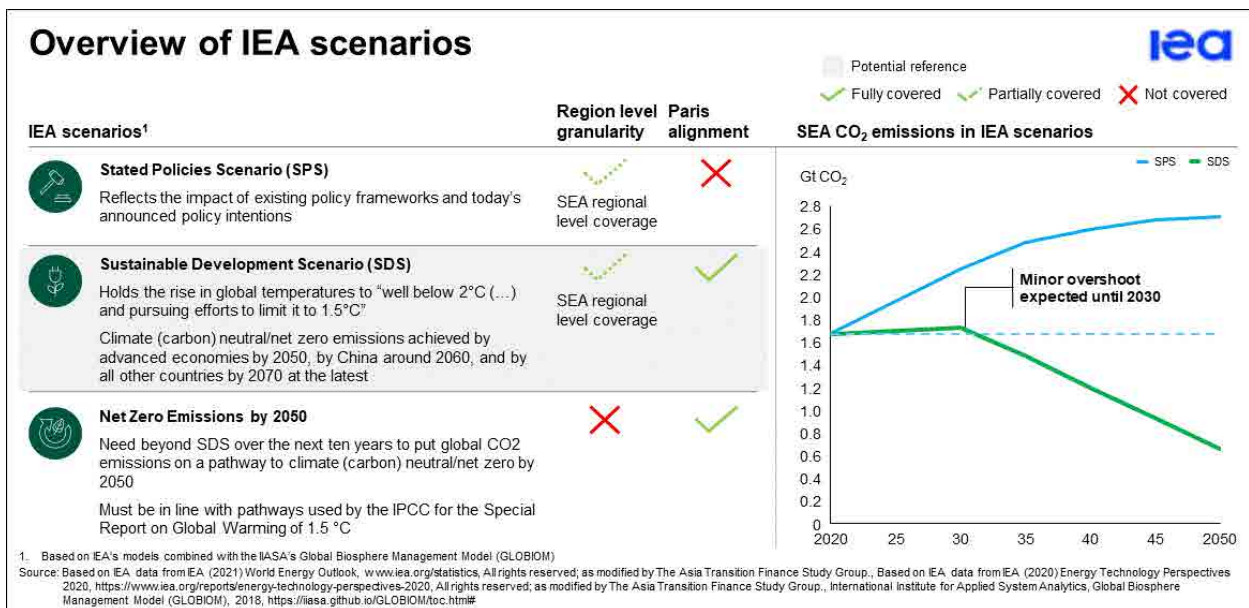 Overview of IEA scenarios
iea
Potential reference
Fully covered
Partially covered
Not covered
IEA scenarios1
Region level
granularity
Paris
alignment
Stated Policies Scenario (SPS)
Reflects the impact of existing policy frameworks and today's
announced policy intentions
SEA regional
level coverage
Sustainable Development Scenario (SDS)
Holds the rise in global temperatures to “well below 2°C (…)
and pursuing efforts to limit it to 1.5°C”
Climate (carbon) neutral/net zero emissions achieved by
advanced economies by 2050, by China around 2060, and by
all other countries by 2070 at the latest
SEA regional
level coverage
Net Zero Emissions by 2050
Need beyond SDS over the next ten years to put global CO2
emissions on a pathway to climate (carbon) neutral/net zero by
2050
Must be in line with pathways used by the IPCC for the Special
Report on Global Warming of 1.5 °C
SEA CO2 emissions in IEA scenarios
SPS
SDS
Gt CO2
2.8
2.6
2.4
2.2
2.0
1.8
1.6
1.4
1.2
1.0
0.8
0.6
0.4
0.2
0
Minor overshoot
expected until 2030
2020 25 30 35 40 45 2050
1. Based on IEA's models combined with the IIASA's Global Biosphere Management Model (GLOBIOM)
Source: Based on IEA data from IEA (2021) World Energy Outlook, www.iea.org/statistics, All rights reserved; as modified by The Asia Transition Finance Study Group., Based on IEA data from IEA (2020) Energy Technology Perspectives
2020, https://www.iea.org/reports/energy-technology-perspectives-2020, All rights reserved; as modified by The Asia Transition Finance Study Group., International Institute for Applied System Analytics, Global Biosphere
Management Model (GLOBIOM), 2018, https://iiasa.github.io/GLOBIOM/toc.html#